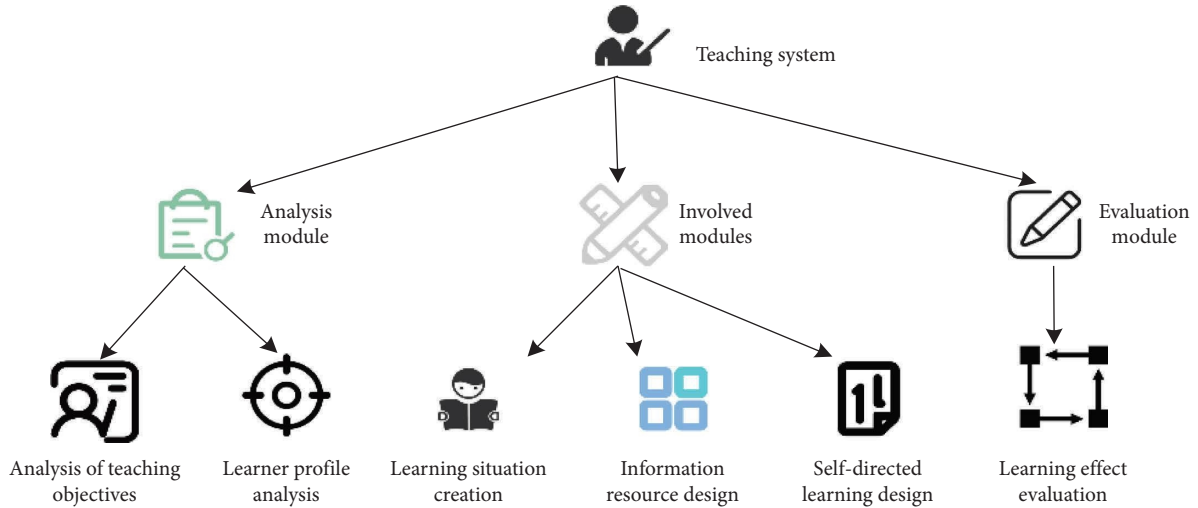 Teaching system
Analysis
module
Involved
modules
Evaluation
module
Analysis of teaching
objectives
Learner profile
analysis
Learning situation
creation
Information
resource design
Self-directed
learning design
Learning effect
evaluation